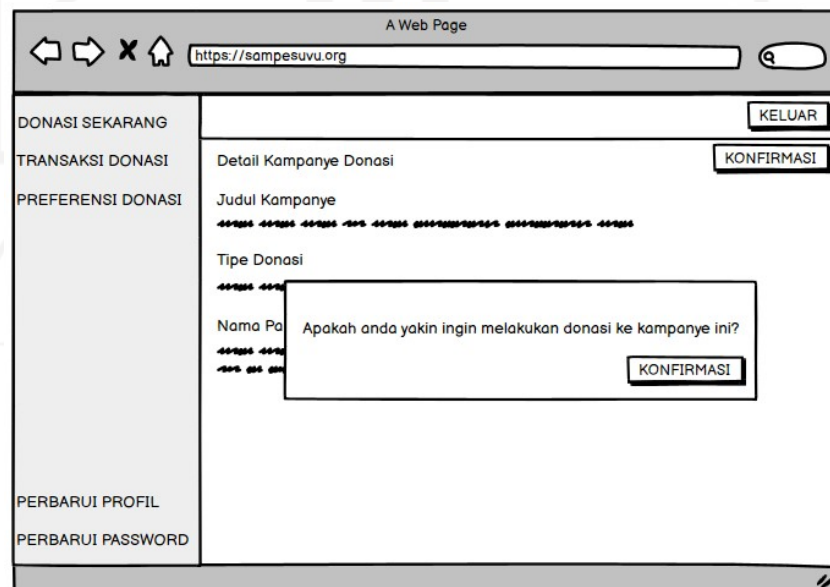 A Web Page
https://sampesuvu.org
DONASI SEKARANG
TRANSAKSI DONASI
PREFERENSI DONASI
PERBARUI PROFIL
PERBARUI PASSWORD
KELUAR
Detail Kampanye Donasi
KONFIRMASI
Judul Kampanye
Tipe Donasi
Nama Pa
Apakah anda yakin ingin melakukan donasi ke kampanye ini?
KONFIRMASI